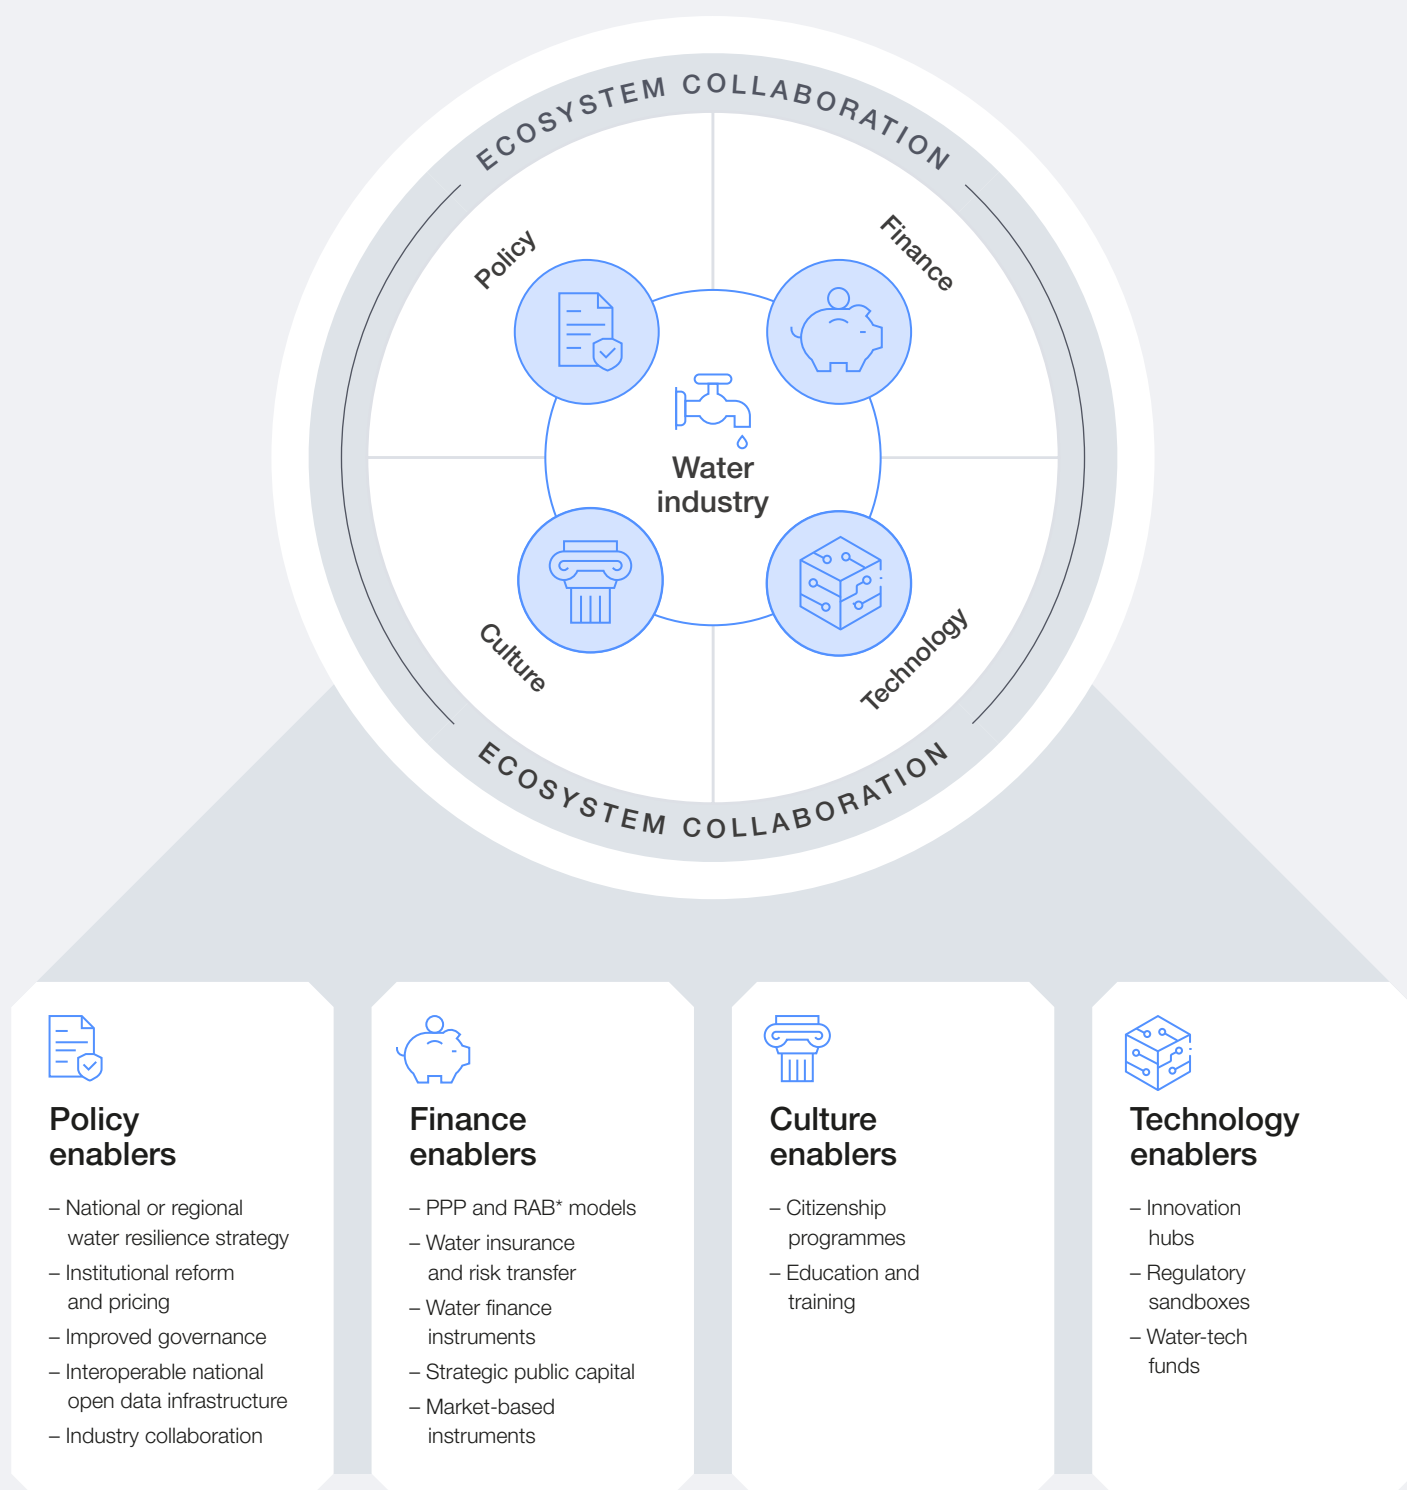 ECOSYSTEM COLLABORATION
Policy
Finance
Water
industry
Culture
Technology
ECOSYSTEM COLLABORATION
Policy
enablers
– National or regional
water resilience strategy
– Institutional reform
and pricing
– Improved governance
– Interoperable national
open data infrastructure
– Industry collaboration
Finance
enablers
– PPP and RAB* models
– Water insurance
and risk transfer
– Water finance
instruments
– Strategic public capital
– Market-based
instruments
Culture
enablers
– Citizenship
programmes
– Education and
training
Technology
enablers
– Innovation
hubs
– Regulatory
sandboxes
– Water-tech
funds